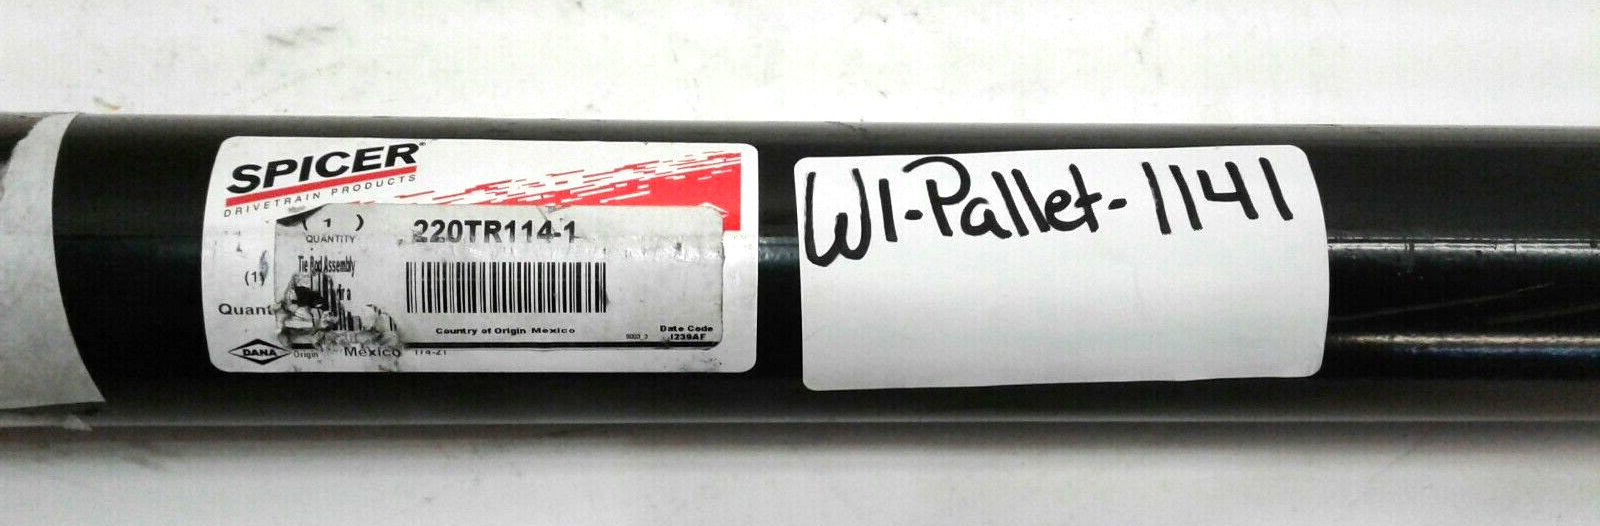 SPICER®
DRIVETRAIN PRODUCTS
( 1 )
QUANTITY
220TR114-1
Tie Rod Assembly
(1)
Quant
Country of Origin Mexico
Date Code
I239AF
DANA
Origin
Mexico
W1-Pallet-1141